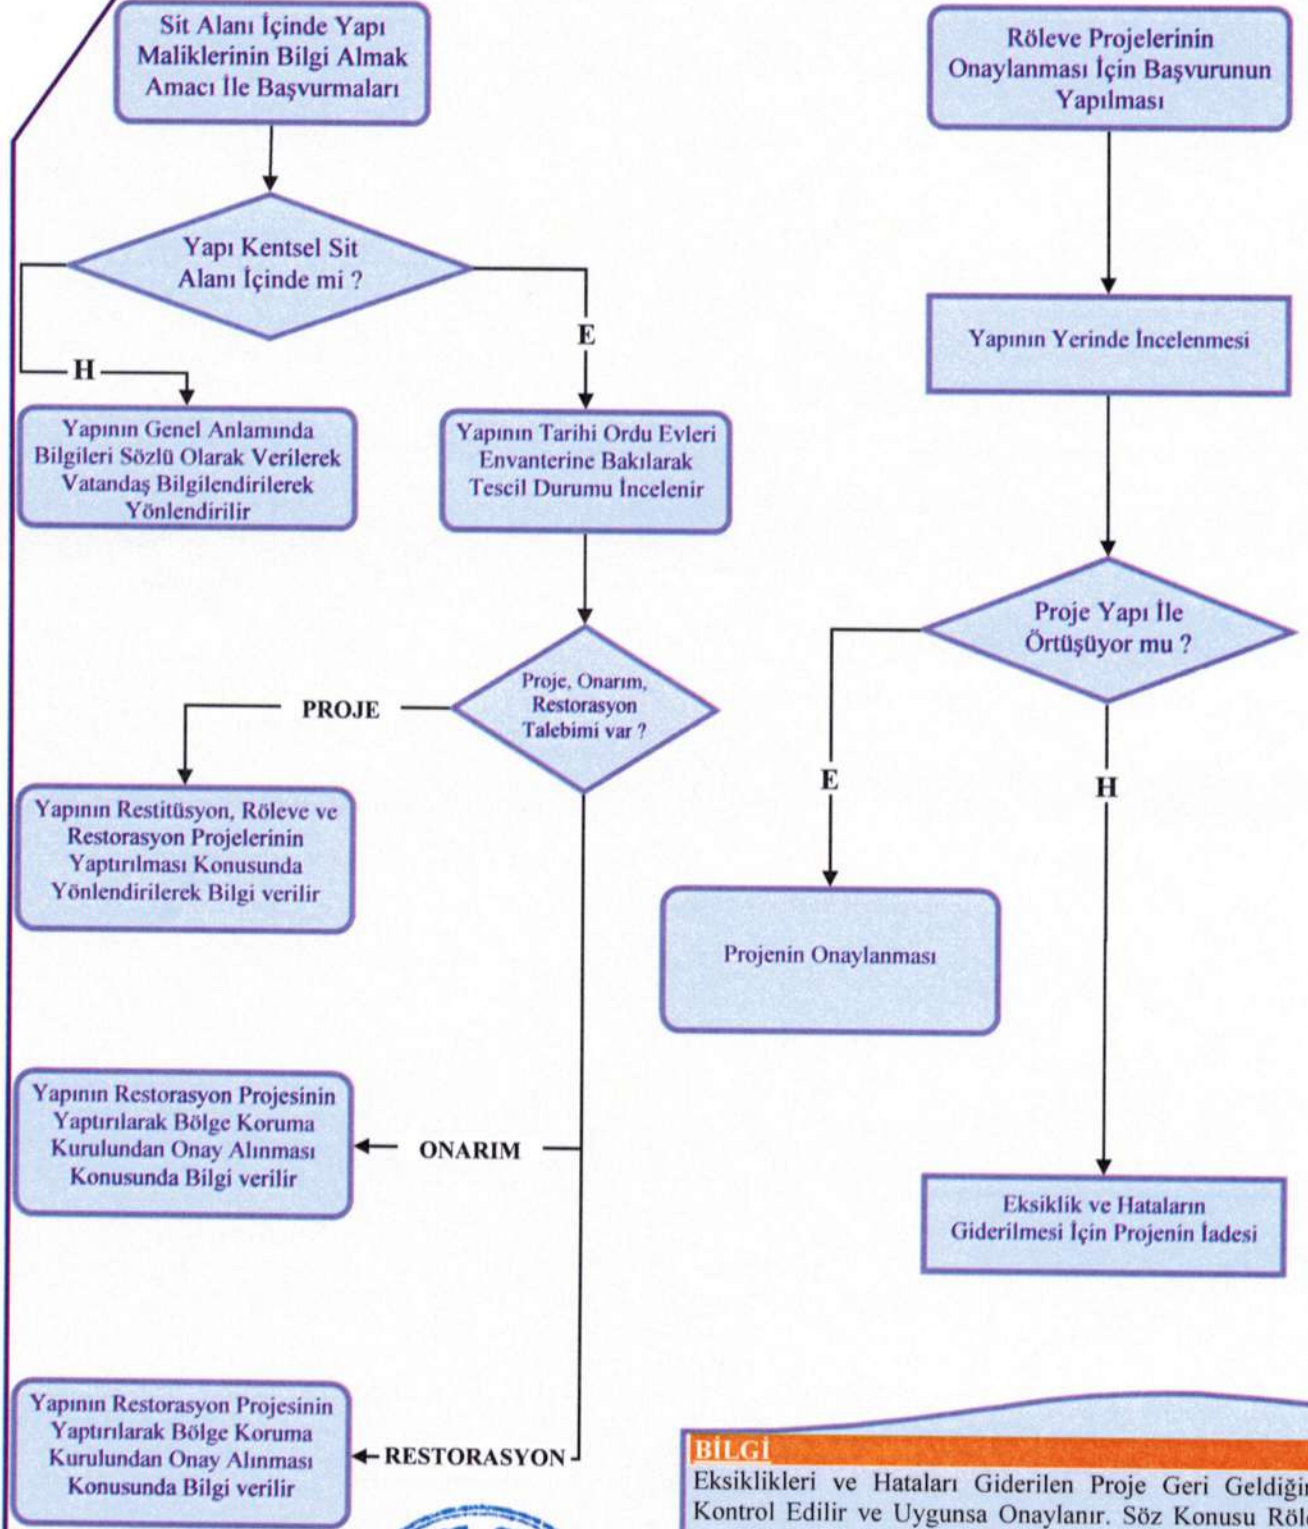 Sit Alanı İçinde Yapı
Maliklerinin Bilgi Almak
Amacı İle Başvurmaları
Yapı Kentsel Sit
Alanı İçinde mi ?
H
E
Yapının Genel Anlamında
Bilgileri Sözlü Olarak Verilerek
Vatandaş Bilgilendirilerek
Yönlendirilir
Yapının Tarihi Ordu Evleri
Envanterine Bakılarak
Tescil Durumu İncelenir
Proje, Onarım,
Restorasyon
Talebimi var ?
PROJE
Yapının Restitüsyon, Röleve ve
Restorasyon Projelerinin
Yaptırılması Konusunda
Yönlendirilerek Bilgi verilir
ONARIM
Yapının Restorasyon Projesinin
Yaptırılarak Bölge Koruma
Kurulundan Onay Alınması
Konusunda Bilgi verilir
RESTORASYON
Yapının Restorasyon Projesinin
Yaptırılarak Bölge Koruma
Kurulundan Onay Alınması
Konusunda Bilgi verilir
Röleve Projelerinin
Onaylanması İçin Başvurunun
Yapılması
Yapının Yerinde İncelenmesi
Proje Yapı İle
Örtüşüyor mu ?
E
H
Projenin Onaylanması
Eksiklik ve Hataların
Giderilmesi İçin Projenin İadesi
BİLGİ
Eksiklikleri ve Hataları Giderilen Proje Geri
Kontrol Edilir ve Uygunsa Onaylanır. Söz Konusu